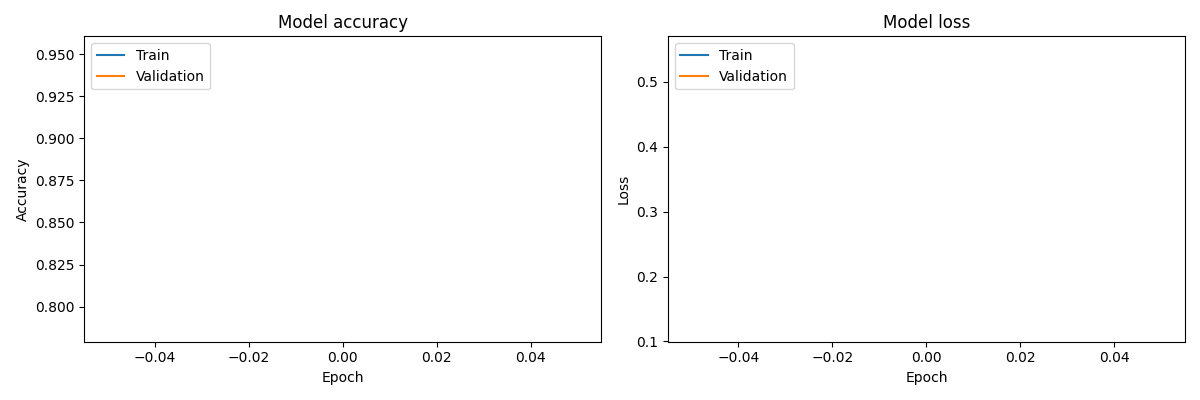 Model accuracy
Train
Validation
0.950
0.925
0.900
0.875
0.850
0.825
0.800
Accuracy
−0.04 −0.02 0.00 0.02 0.04
Epoch
Model loss
Train
Validation
0.5
0.4
0.3
0.2
0.1
Loss
−0.04 −0.02 0.00 0.02 0.04
Epoch